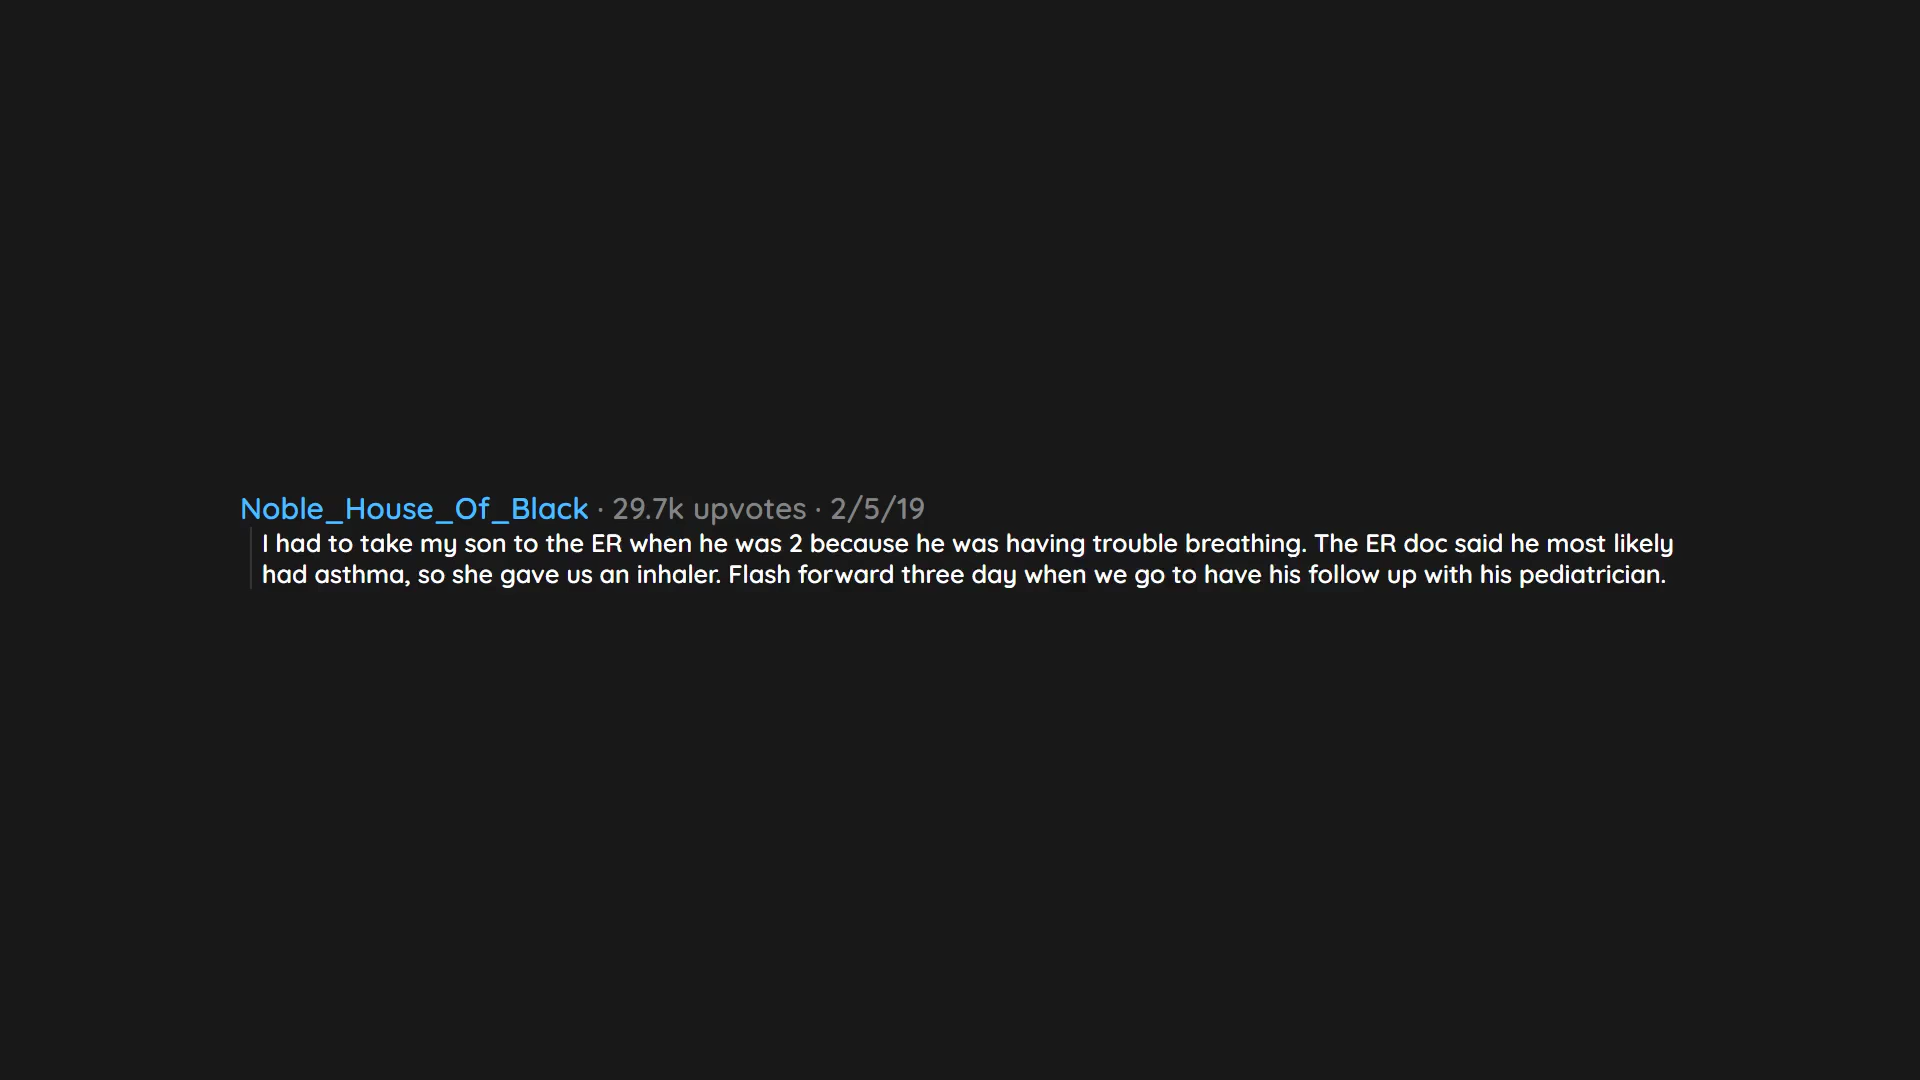 Noble_House_Of_Black · 29.7k upvotes · 2/5/19
I had to take my son to the ER when he was 2 because he was having trouble breathing. The ER doc said he most likely
had asthma, so she gave us an inhaler. Flash forward three day when we go to have his follow up with his pediatrician.